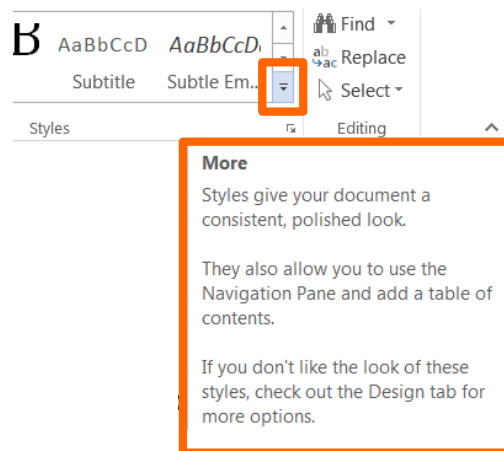 AaBbCcD AaBbCcD
Subtitle Subtle Em...
Styles
Find
Replace
Select
Editing
More
Styles give your document a
consistent, polished look.
They also allow you to use the
Navigation Pane and add a table of
contents.
If you don't like the look of these
styles, check out the Design tab for
more options.